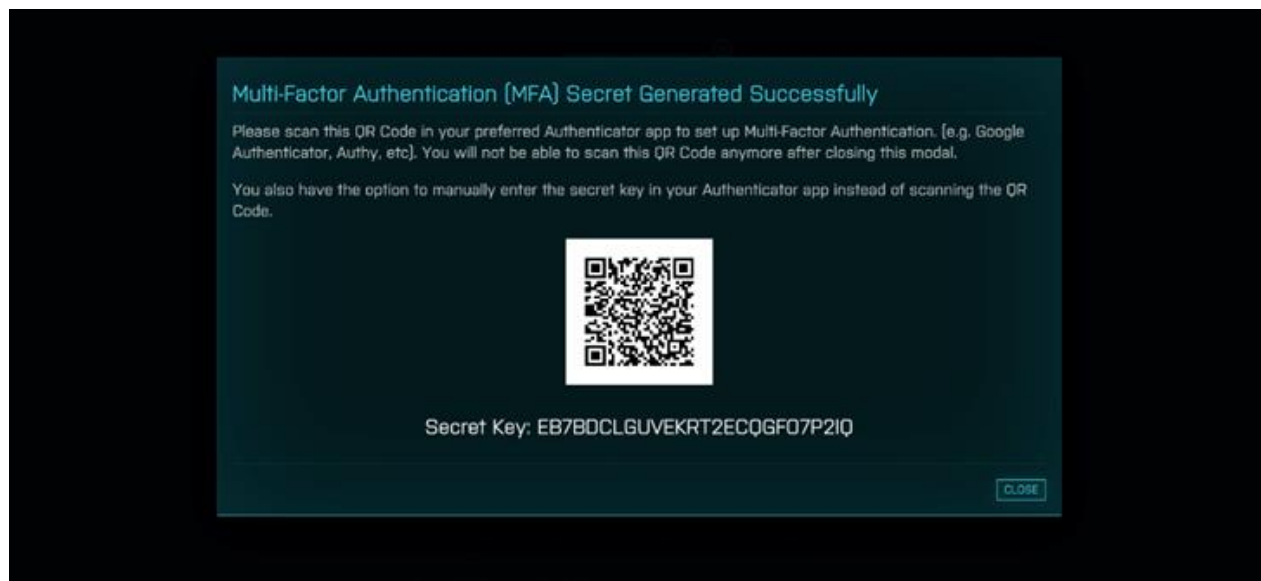 Multi-Factor Authentication (MFA) Secret Generated Successfully
Please scan this QR Code in your preferred Authenticator app to set up Multi-Factor Authentication. (e.g. Google
Authenticator, Authy, etc). You will not be able to scan this QR Code anymore after closing this modal.
You also have the option to manually enter the secret key in your Authenticator app instead of scanning the QR
Code.
Secret Key: EB7BDCLGUVEKRT2ECQGFO7P2IQ
CLOSE